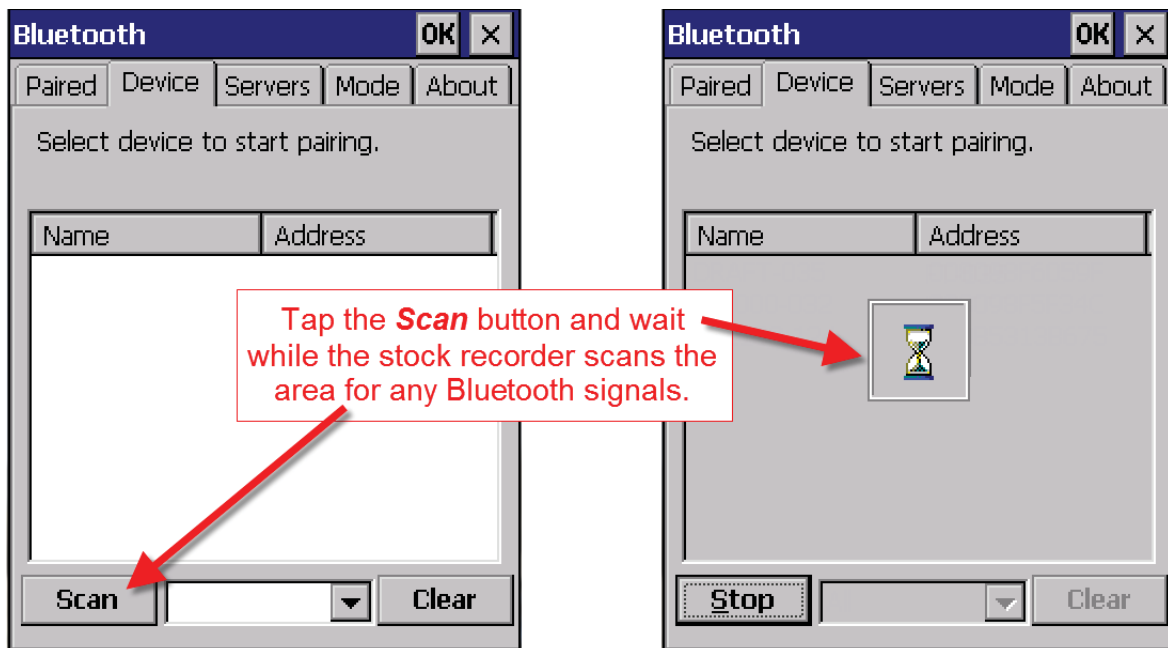 Bluetooth OK ×
Paired Device Servers Mode About
Select device to start pairing.
Name Address
Scan Clear
Tap the Scan button and wait
while the stock recorder scans the
area for any Bluetooth signals.
Bluetooth OK ×
Paired Device Servers Mode About
Select device to start pairing.
Name Address
Stop Clear